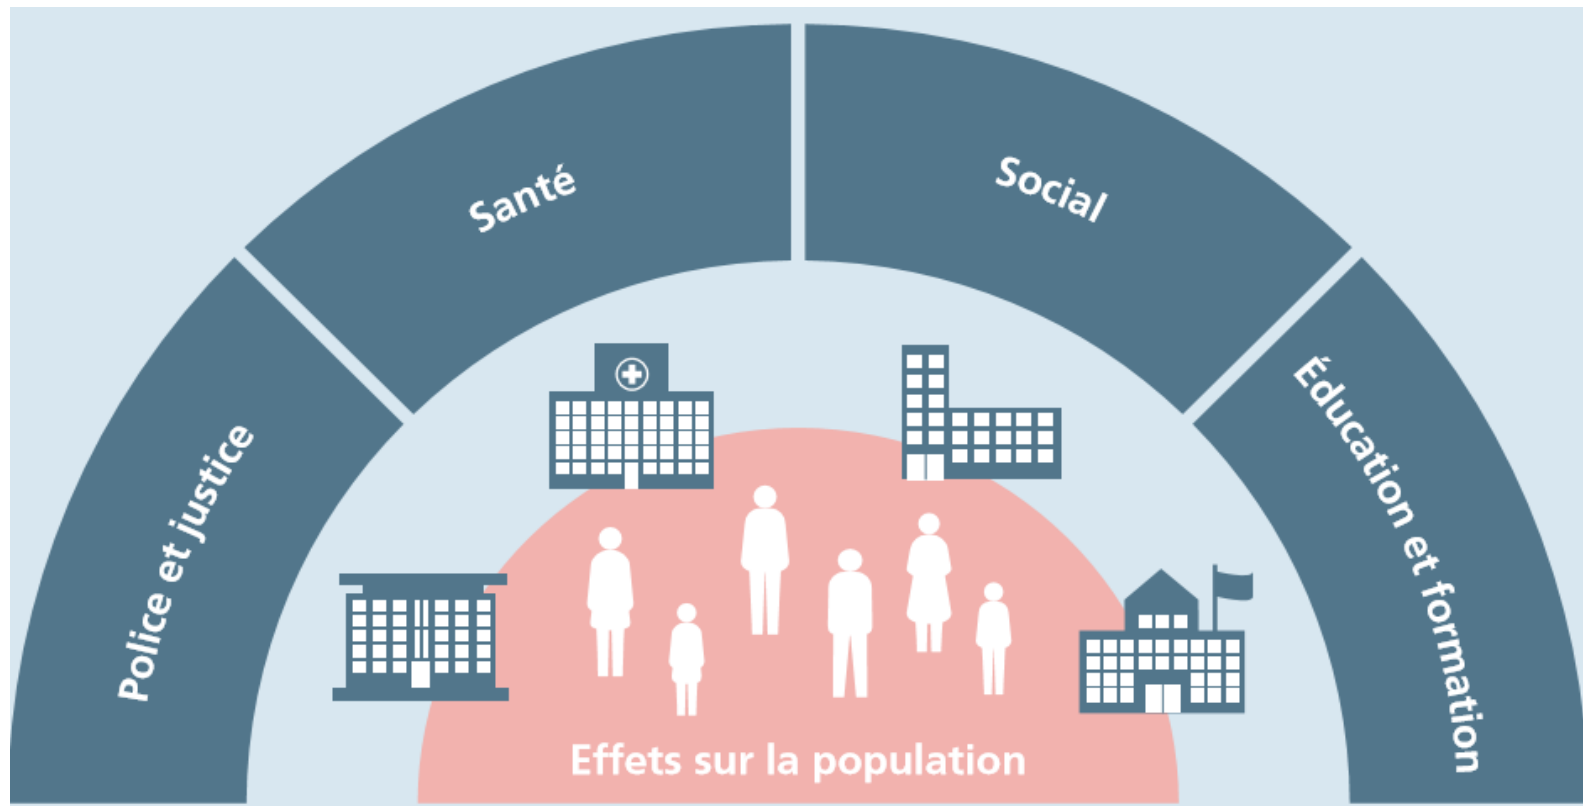 Police et justice
Santé
Social
Éducation et formation
Effets sur la population